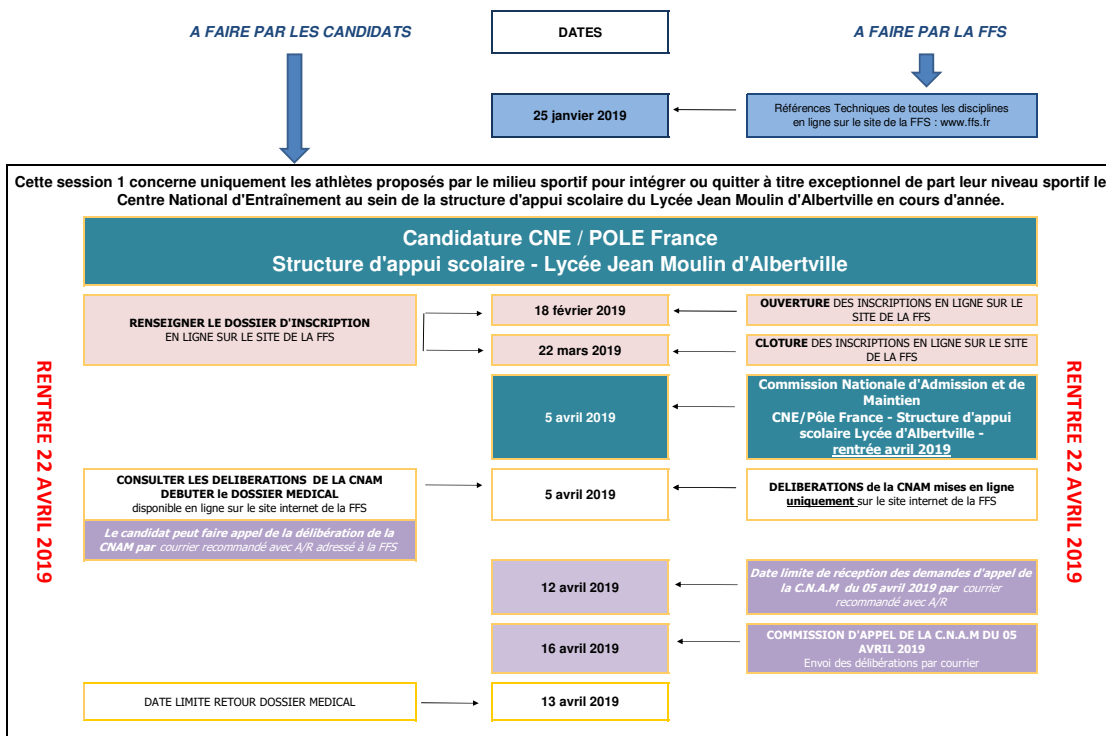 A FAIRE PAR LES CANDIDATS
DATES
A FAIRE PAR LA FFS
25 janvier 2019
Références Techniques de toutes les disciplines
en ligne sur le site de la FFS : www.ffs.fr
Cette session 1 concerne uniquement les athlètes proposés par le milieu sportif pour intégrer ou quitter à titre exceptionnel de part leur niveau sportif le
Centre National d'Entraînement au sein de la structure d'appui scolaire du Lycée Jean Moulin d'Albertville en cours d'année.
Candidature CNE / POLE France
Structure d'appui scolaire - Lycée Jean Moulin d'Albertville
RENTREE 22 AVRIL 2019
RENSEIGNER LE DOSSIER D'INSCRIPTION
EN LIGNE SUR LE SITE DE LA FFS
18 février 2019
OUVERTURE DES INSCRIPTIONS EN LIGNE SUR LE
SITE DE LA FFS
22 mars 2019
CLOTURE DES INSCRIPTIONS EN LIGNE SUR LE SITE
DE LA FFS
5 avril 2019
Commission Nationale d'Admission et de
Maintien
CNE/Pôle France - Structure d'appui
scolaire Lycée d'Albertville -
rentrée avril 2019
CONSULTER LES DELIBERATIONS DE LA CNAM
DEBUTER le DOSSIER MEDICAL
disponible en ligne sur le site internet de la FFS
5 avril 2019
DELIBERATIONS de la CNAM mises en ligne
uniquement sur le site internet de la FFS
Le candidat peut faire appel de la délibération de la
CNAM par courrier recommandé avec A/R adressé à la FFS
12 avril 2019
Date limite de réception des demandes d'appel de
la C.N.A.M du 05 avril 2019 par courrier
recommandé avec A/R
16 avril 2019
COMMISSION D'APPEL DE LA C.N.A.M DU 05
AVRIL 2019
Envoi des délibérations par courrier
DATE LIMITE RETOUR DOSSIER MEDICAL
13 avril 2019
RENTREE 22 AVRIL 2019